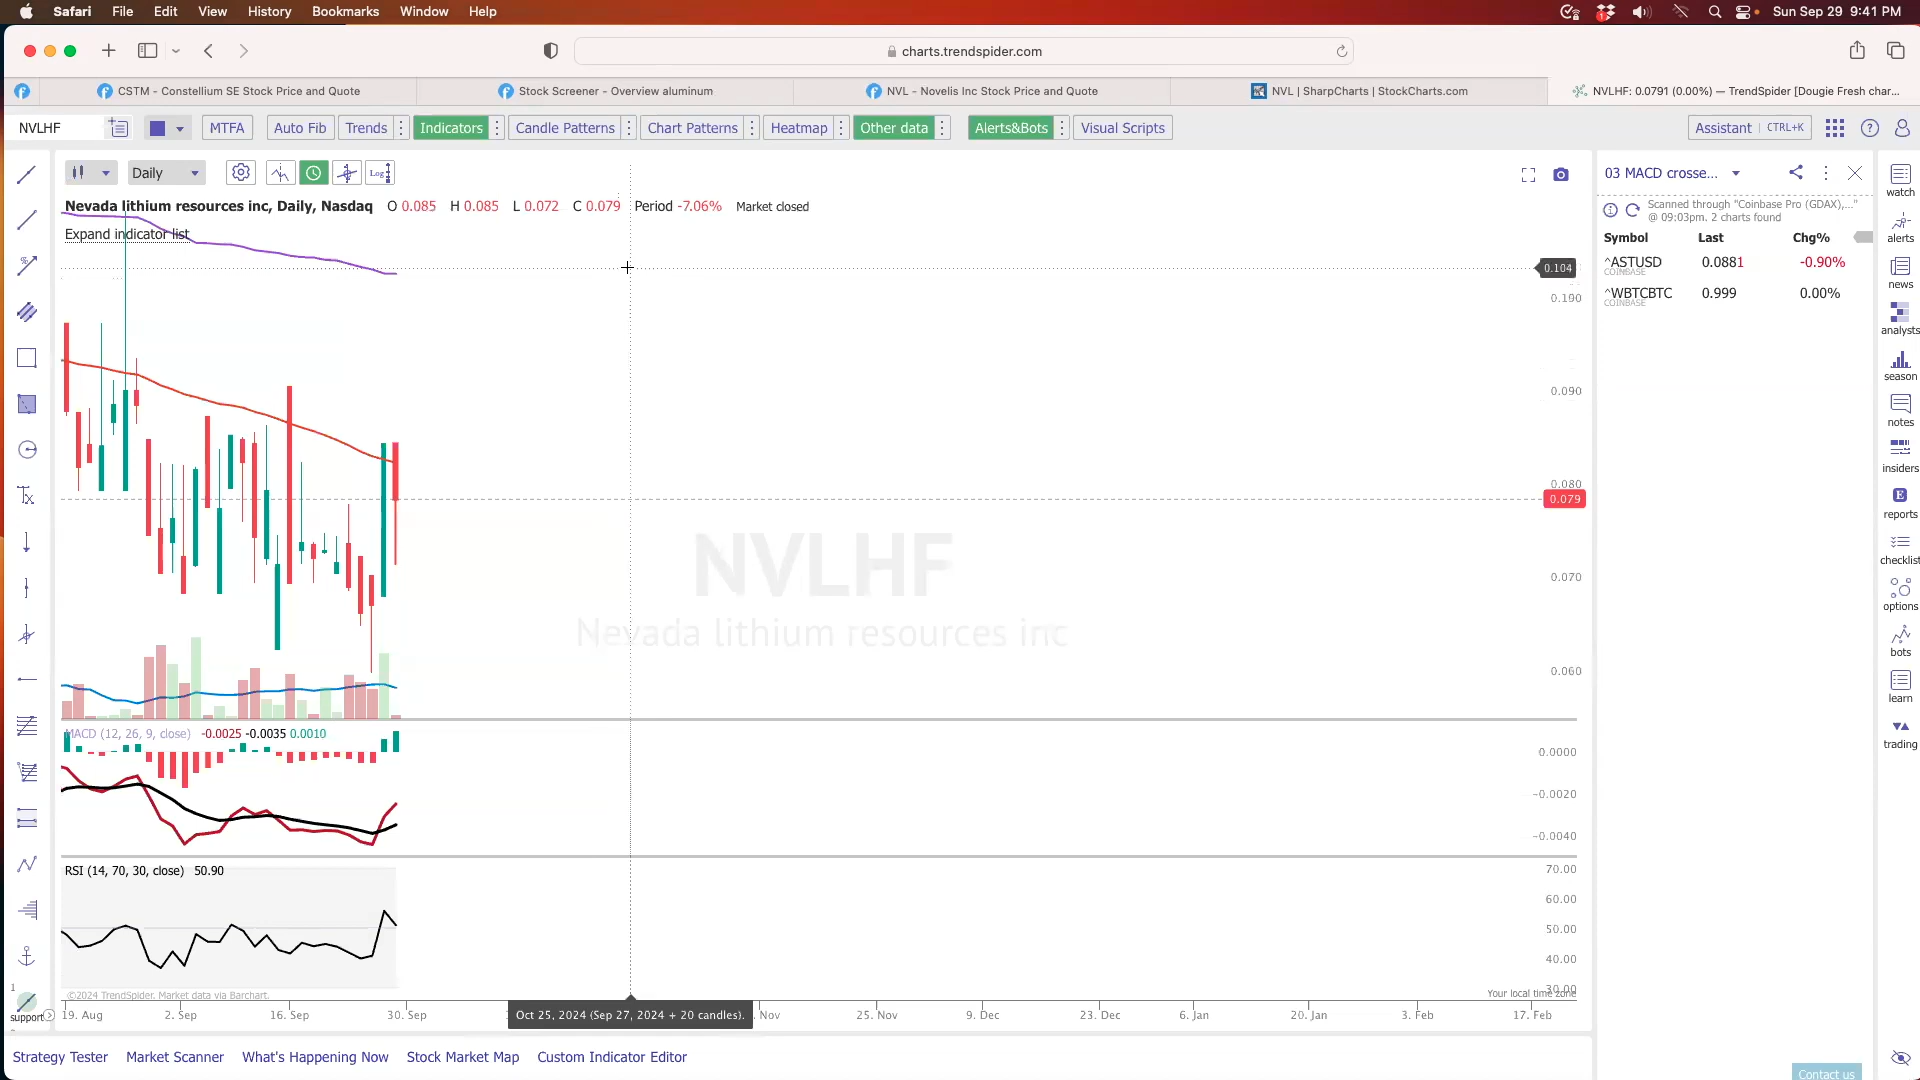 Safari File Edit View History Bookmarks Window Help Sun Sep 29 9:41 PM
charts.trendspider.com
CSTM - Constellium SE Stock Price and Quote Stock Screener - Overview aluminum NVL - Novelis Inc Stock Price and Quote NVL | SharpCharts | StockCharts.com NVLHF: 0.0791 (0.00%) — TrendSpider [Dougie Fresh char...
NVLHF MTFA Auto Fib Trends Indicators Candle Patterns Chart Patterns Heatmap Other data Alerts&Bots Visual Scripts Assistant CTRL+K
Daily Log
03 MACD crosse...
Nevada lithium resources inc, Daily, Nasdaq O 0.085 H 0.085 L 0.072 C 0.079 Period -7.06% Market closed
Expand indicator list
Scanned through "Coinbase Pro (GDAX),..."
@ 09:03pm. 2 charts found
Symbol Last Chg%
^ASTUSD 0.0881 -0.90%
COINBASE
^WBTCBTC 0.999 0.00%
COINBASE
watch
alerts
news
analysts
season
notes
insiders
E
reports
checklist
options
bots
learn
trading
0.104
0.190
0.090
0.080
0.079
0.070
0.060
NVLHF
Nevada lithium resources inc
MACD (12, 26, 9, close) -0.0025 -0.0035 0.0010
0.0000
-0.0020
-0.0040
RSI (14, 70, 30, close) 50.90
70.00
60.00
50.00
40.00
30.00
©2024 TrendSpider. Market data via Barchart.
Your local time zone
1
support
19. Aug 2. Sep 16. Sep 30. Sep Oct 25, 2024 (Sep 27, 2024 + 20 candles). Nov 25. Nov 9. Dec 23. Dec 6. Jan 20. Jan 3. Feb 17. Feb
Strategy Tester Market Scanner What's Happening Now Stock Market Map Custom Indicator Editor
Contact us